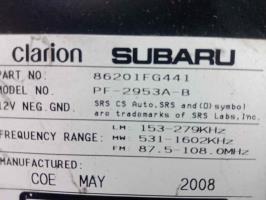 clarion SUBARU
PART NO: 86201FG441
MODEL NO: PF-2953A-B
12V NEG. GND. SRS CS Auto, SRS and (O) symbol
are trademarks of SRS Labs, Inc.
LW: 153-279KHz
FREQUENCY RANGE: MW: 531-1602KHz
FM: 87.5-108.0MHz
MANUFACTURED:
COE MAY 2008